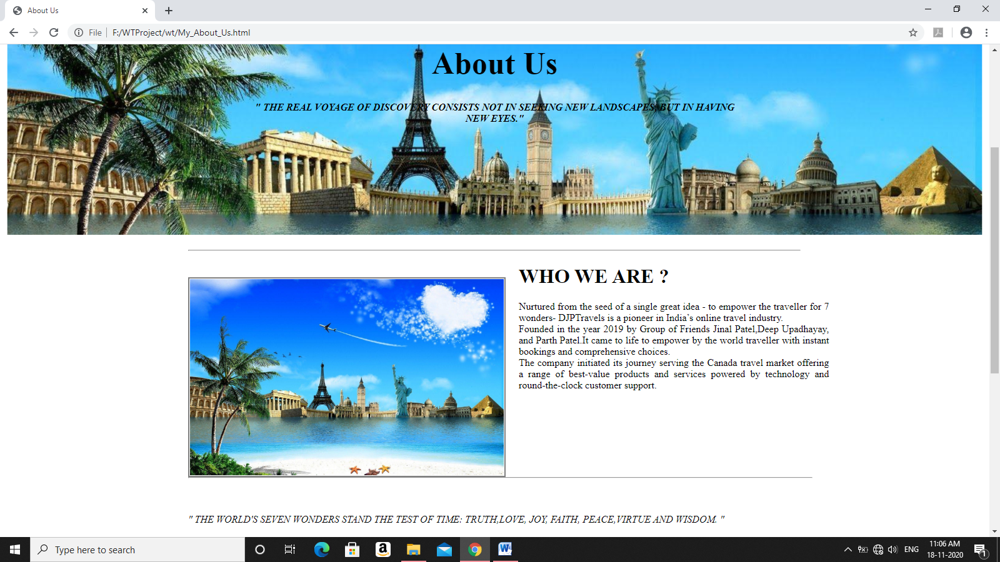 About Us
File
F:/WTProject/wt/My_About_Us.html
About Us
" THE REAL VOYAGE OF DISCOVERY CONSISTS NOT IN SEEKING NEW LANDSCAPES, BUT IN HAVING
NEW EYES."
WHO WE ARE ?
Nurtured from the seed of a single great idea - to empower the traveller for 7
wonders- DJPTravels is a pioneer in India’s online travel industry.
Founded in the year 2019 by Group of Friends Jinal Patel,Deep Upadhayay,
and Parth Patel.It came to life to empower by the world traveller with instant
bookings and comprehensive choices.
The company initiated its journey serving the Canada travel market offering
a range of best-value products and services powered by technology and
round-the-clock customer support.
" THE WORLD'S SEVEN WONDERS STAND THE TEST OF TIME: TRUTH,LOVE, JOY, FAITH, PEACE,VIRTUE AND WISDOM. "
Type here to search
ENG
11:06 AM
18-11-2020
1